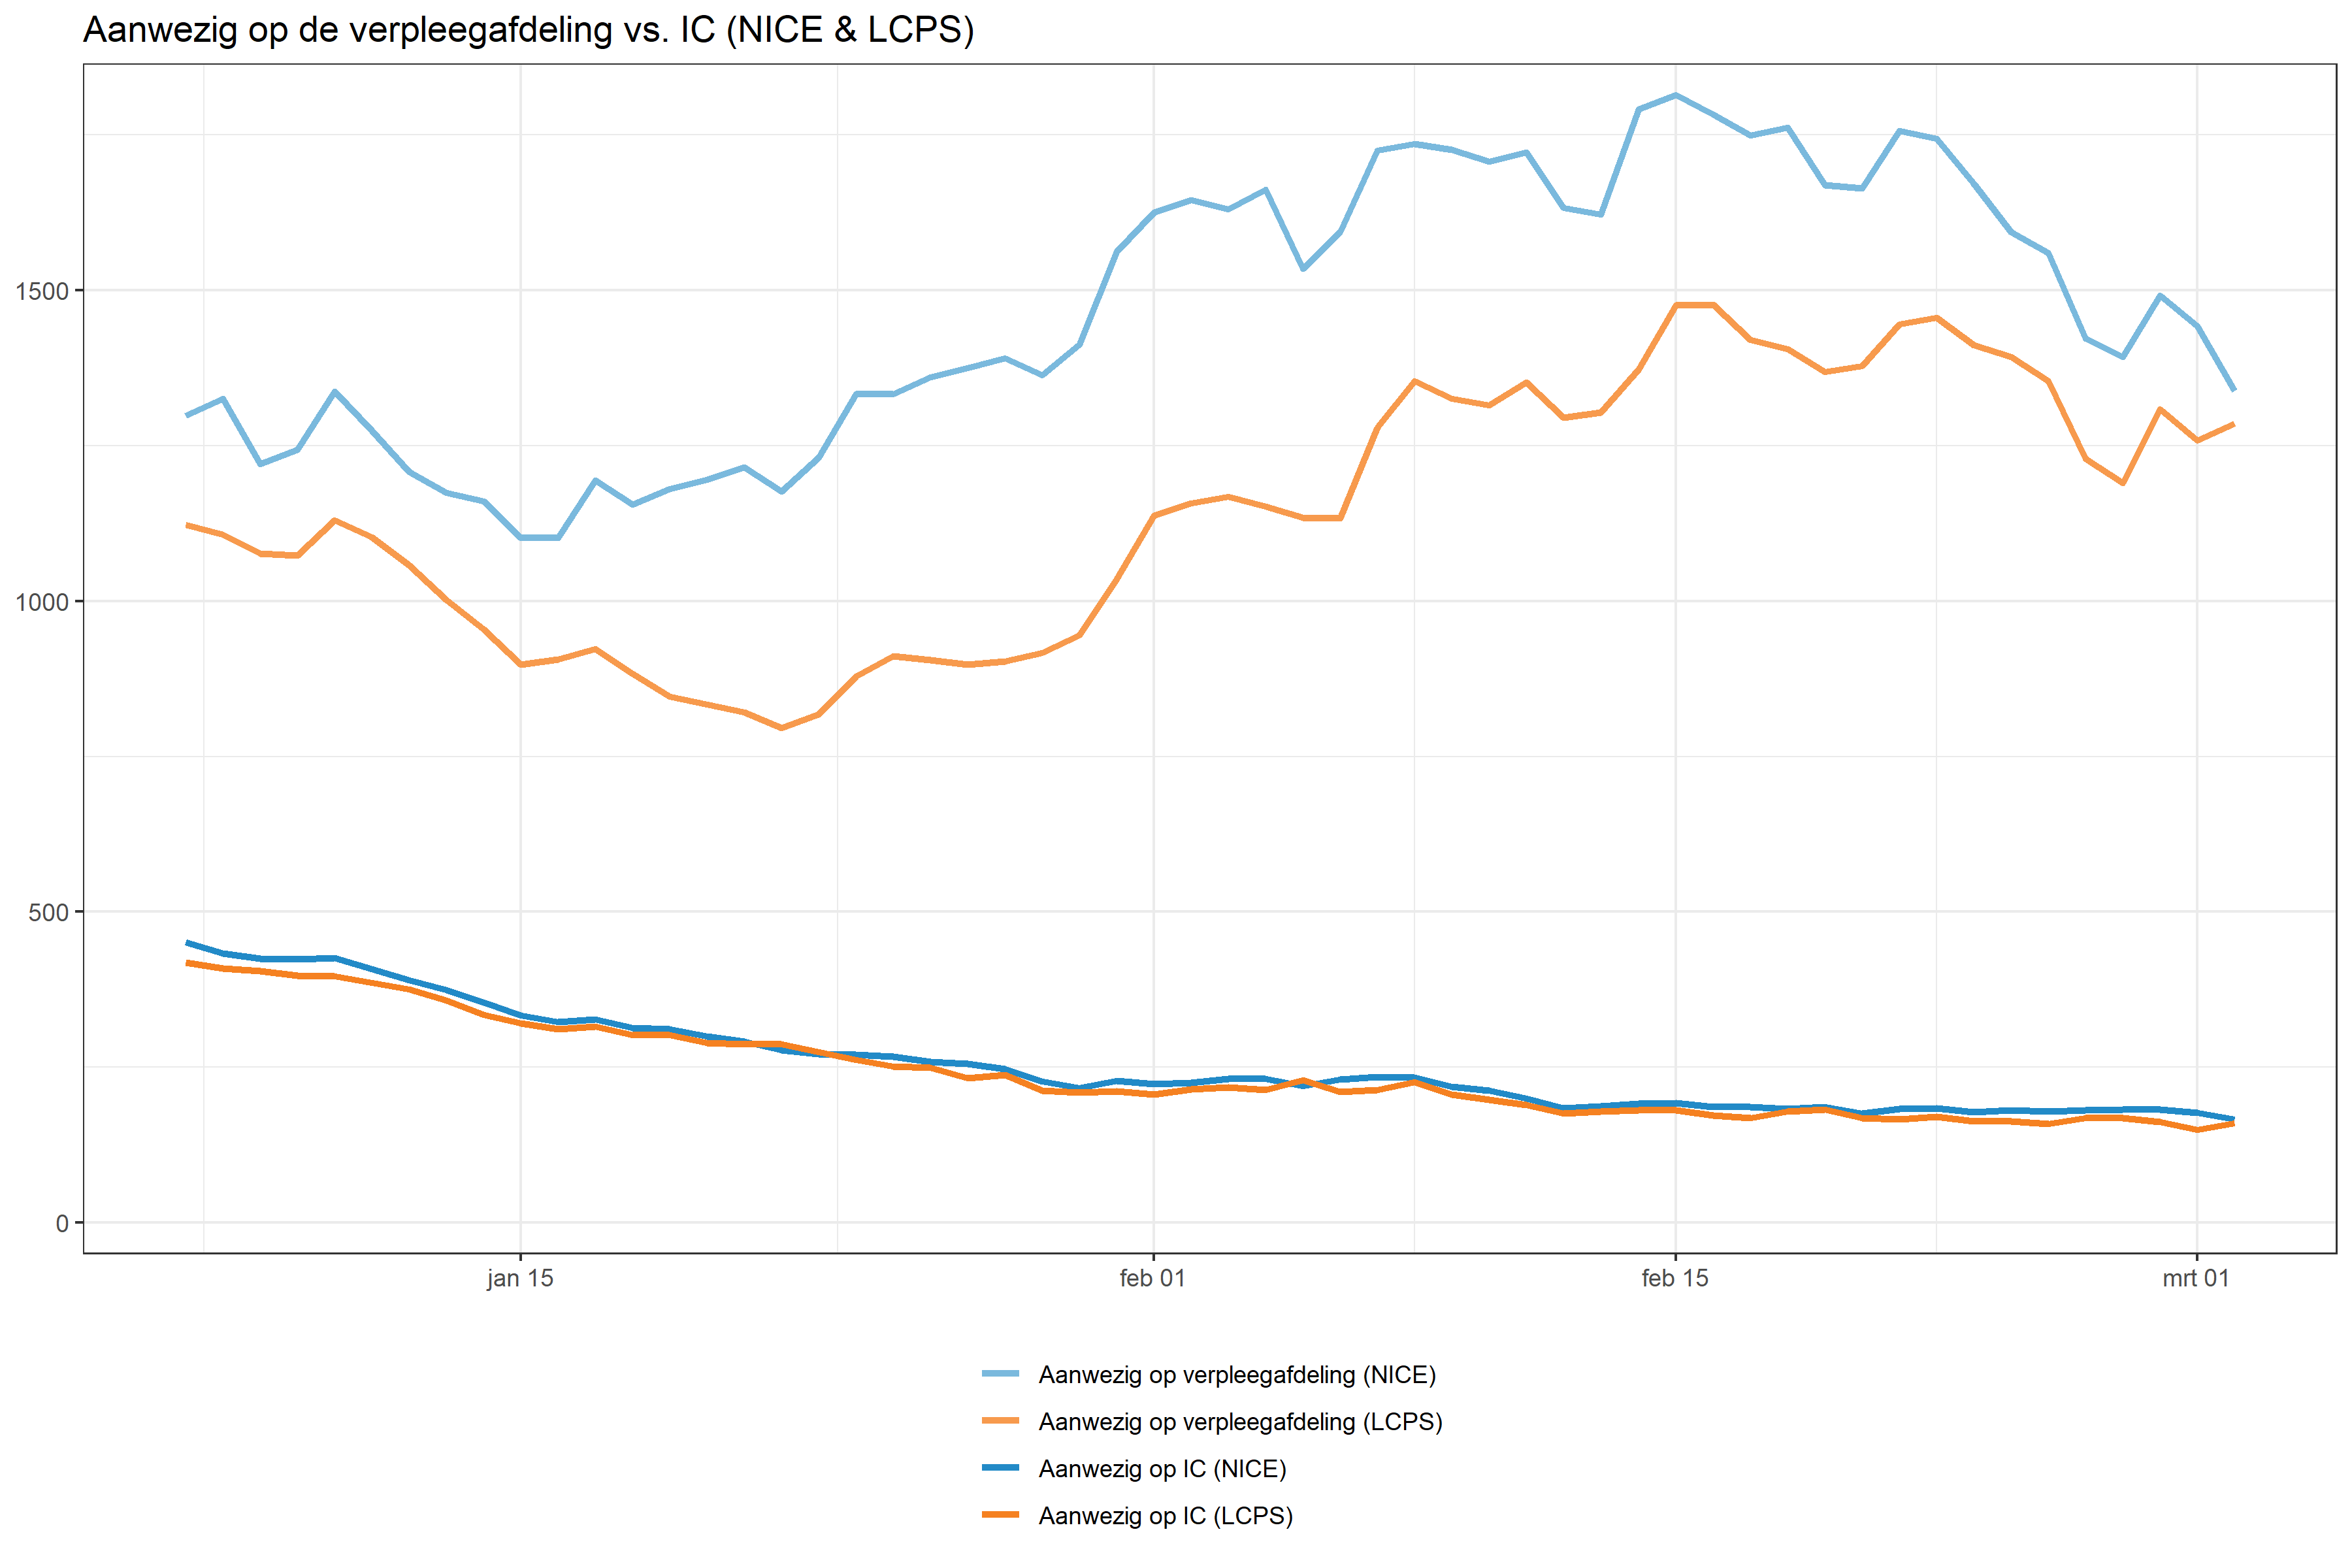 Aanwezig op de verpleegafdeling vs. IC (NICE & LCPS)
1500
1000
500
0
jan 15 feb 01 feb 15 mrt 01
Aanwezig op verpleegafdeling (NICE)
Aanwezig op verpleegafdeling (LCPS)
Aanwezig op IC (NICE)
Aanwezig op IC (LCPS)